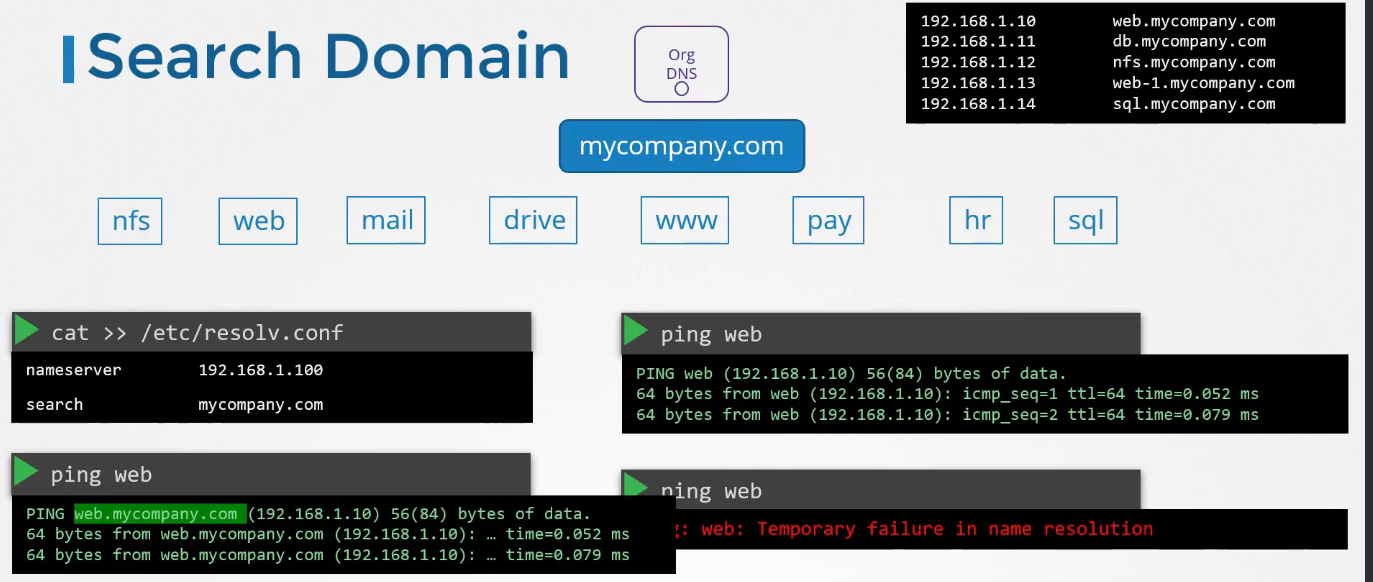 Search Domain
Org
DNS
192.168.1.10 web.mycompany.com
192.168.1.11 db.mycompany.com
192.168.1.12 nfs.mycompany.com
192.168.1.13 web-1.mycompany.com
192.168.1.14 sql.mycompany.com
mycompany.com
nfs web mail drive www pay hr sql
cat >> /etc/resolv.conf
nameserver 192.168.1.100
search mycompany.com
ping web
PING web (192.168.1.10) 56(84) bytes of data.
64 bytes from web (192.168.1.10): icmp_seq=1 ttl=64 time=0.052 ms
64 bytes from web (192.168.1.10): icmp_seq=2 ttl=64 time=0.079 ms
ping web
PING web.mycompany.com (192.168.1.10) 56(84) bytes of data.
64 bytes from web.mycompany.com (192.168.1.10): … time=0.052 ms
64 bytes from web.mycompany.com (192.168.1.10): … time=0.079 ms
ping web
g: web: Temporary failure in name resolution